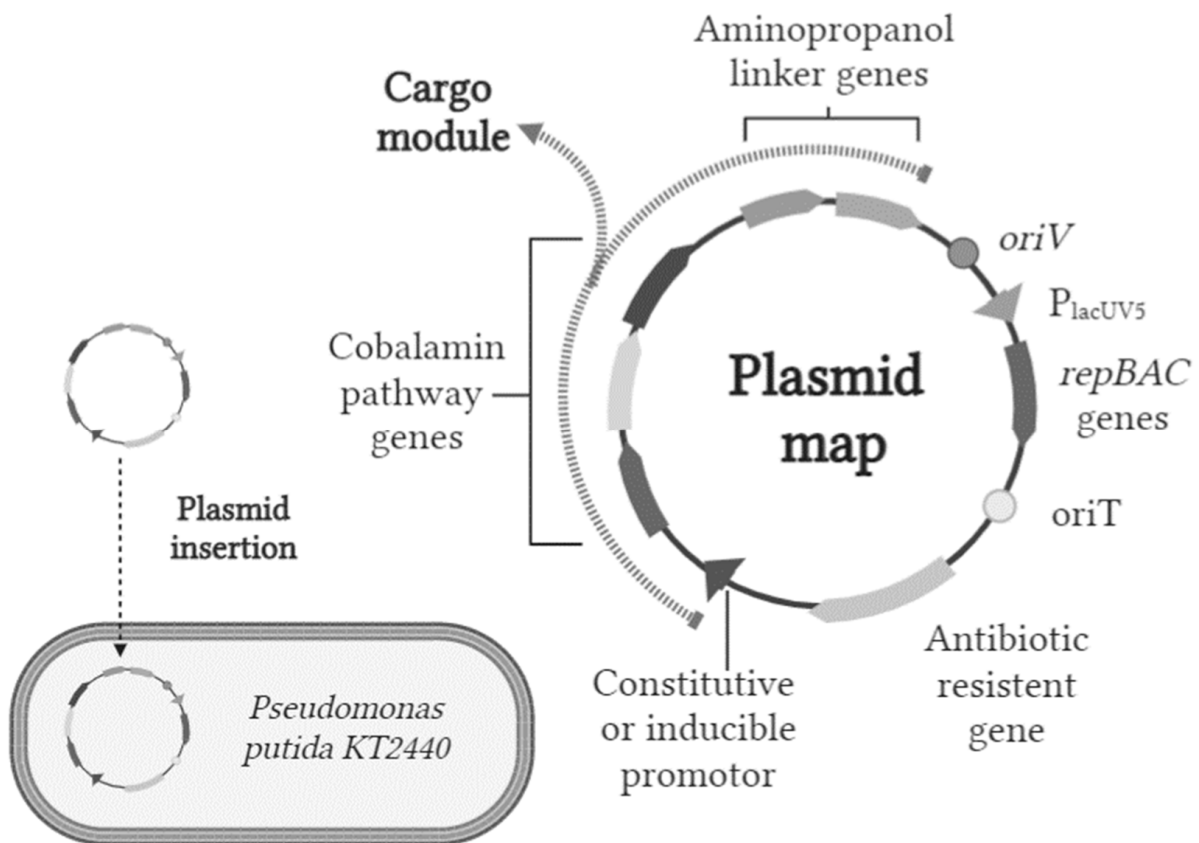 Aminopropanol
linker genes
Cargo
module
oriV
PlacUV5
Cobalamin
pathway
genes
Plasmid
map
repBAC
genes
oriT
Plasmid
insertion
Antibiotic
resistent
gene
Constitutive
or inducible
promotor
Pseudomonas
putida KT2440